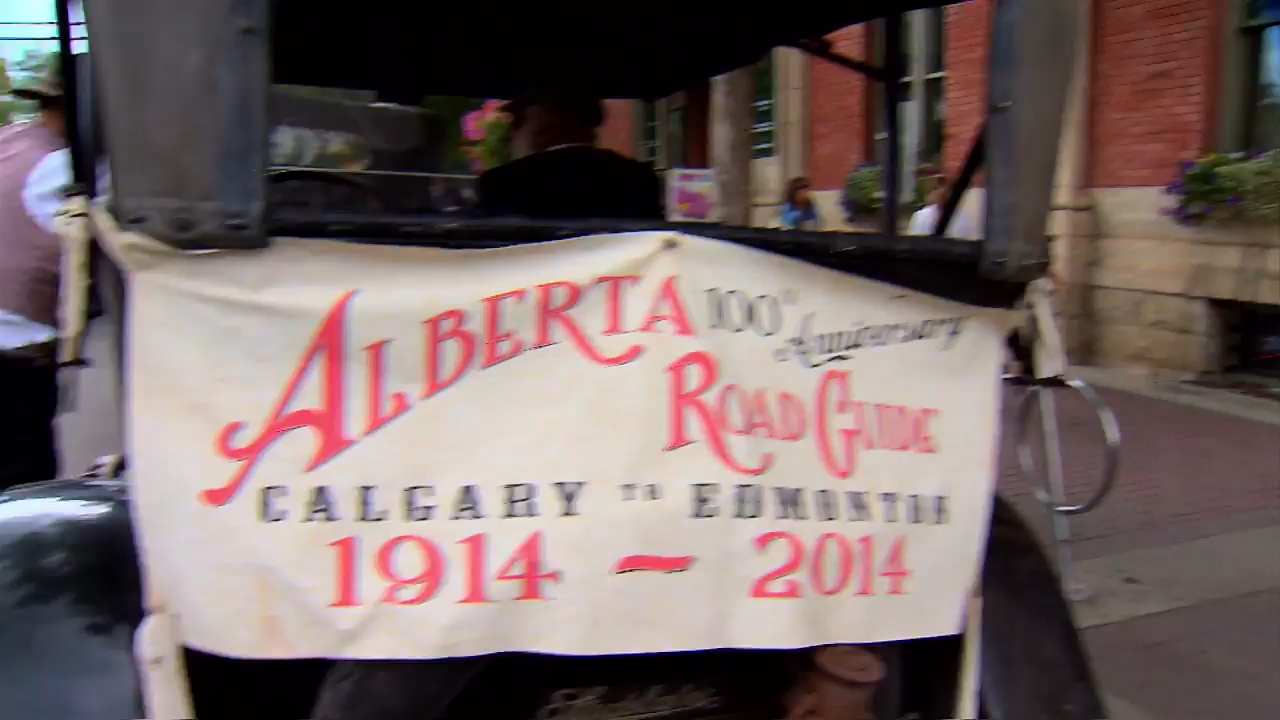 ALBERTA 100th Anniversary
ROAD GUIDE
CALGARY TO EDMONTON
1914 ~ 2014